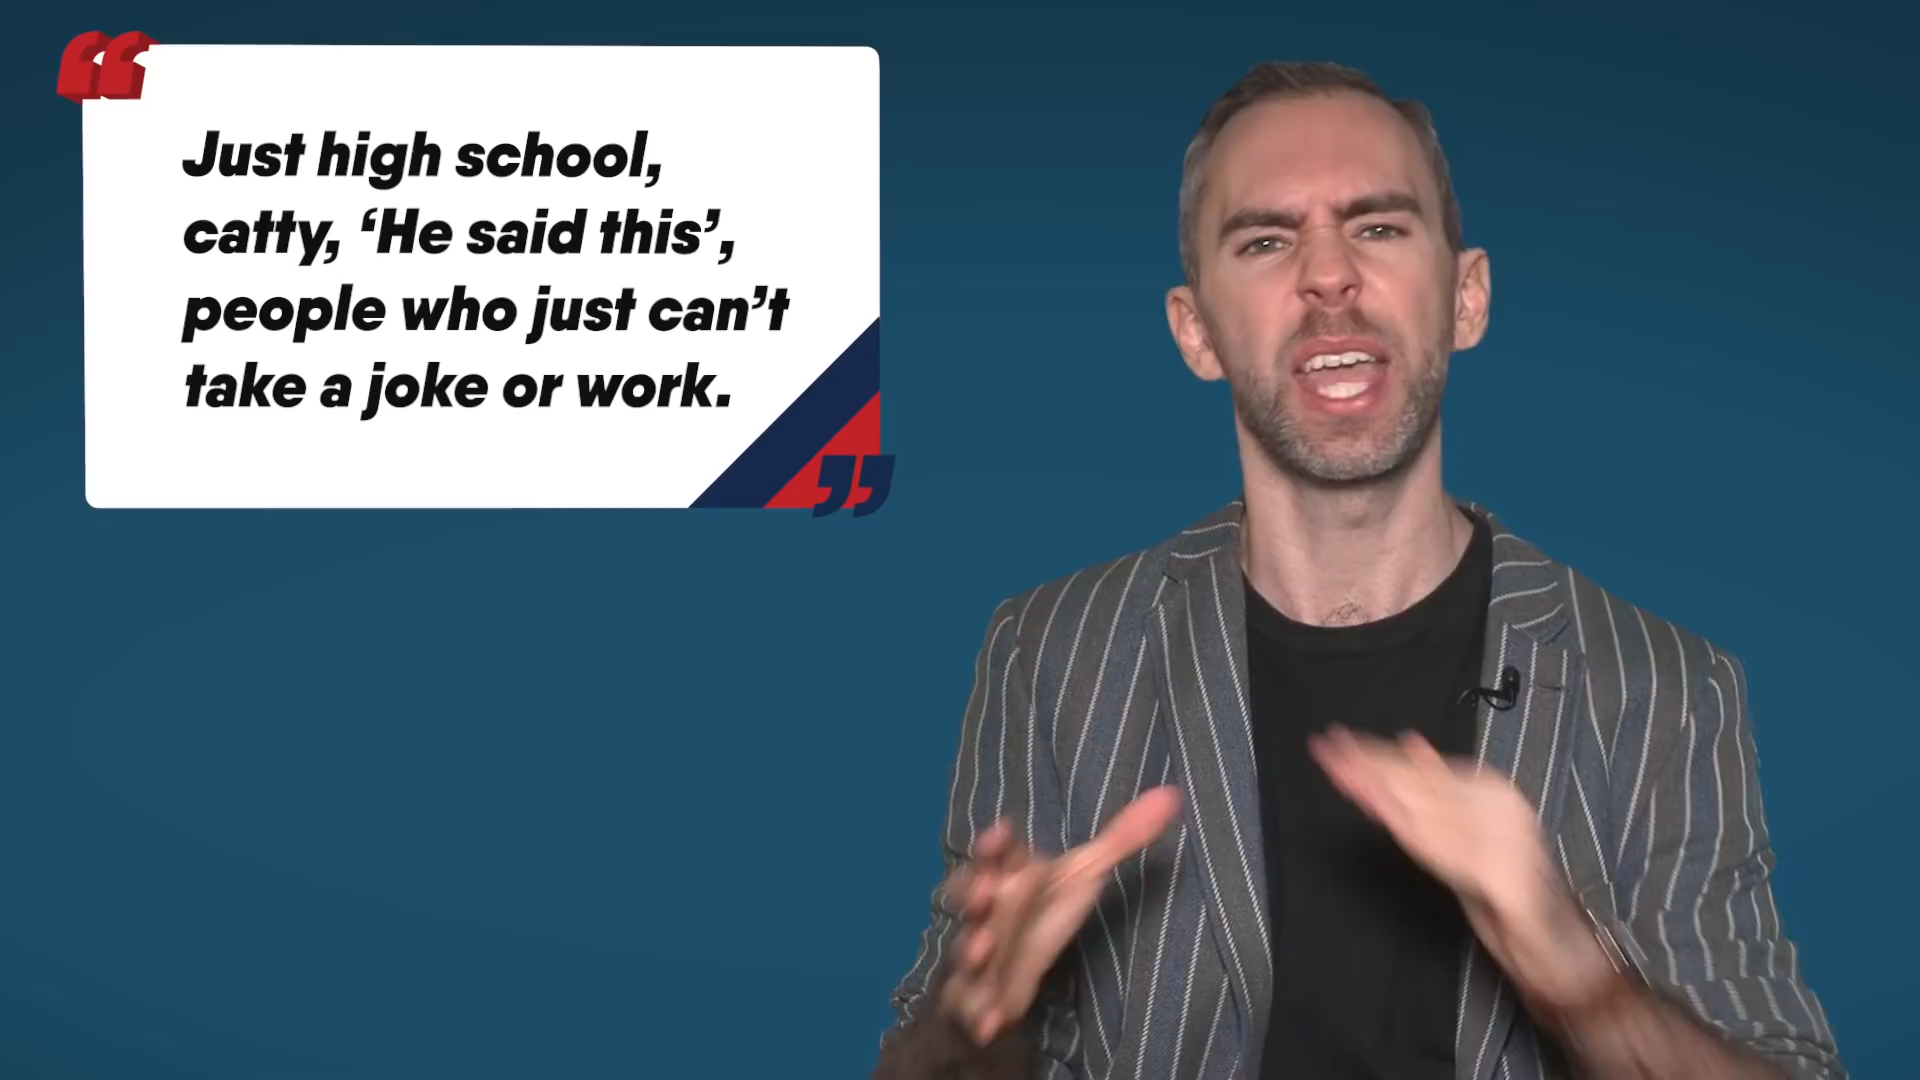 Just high school,
catty, ‘He said this’,
people who just can’t
take a joke or work.